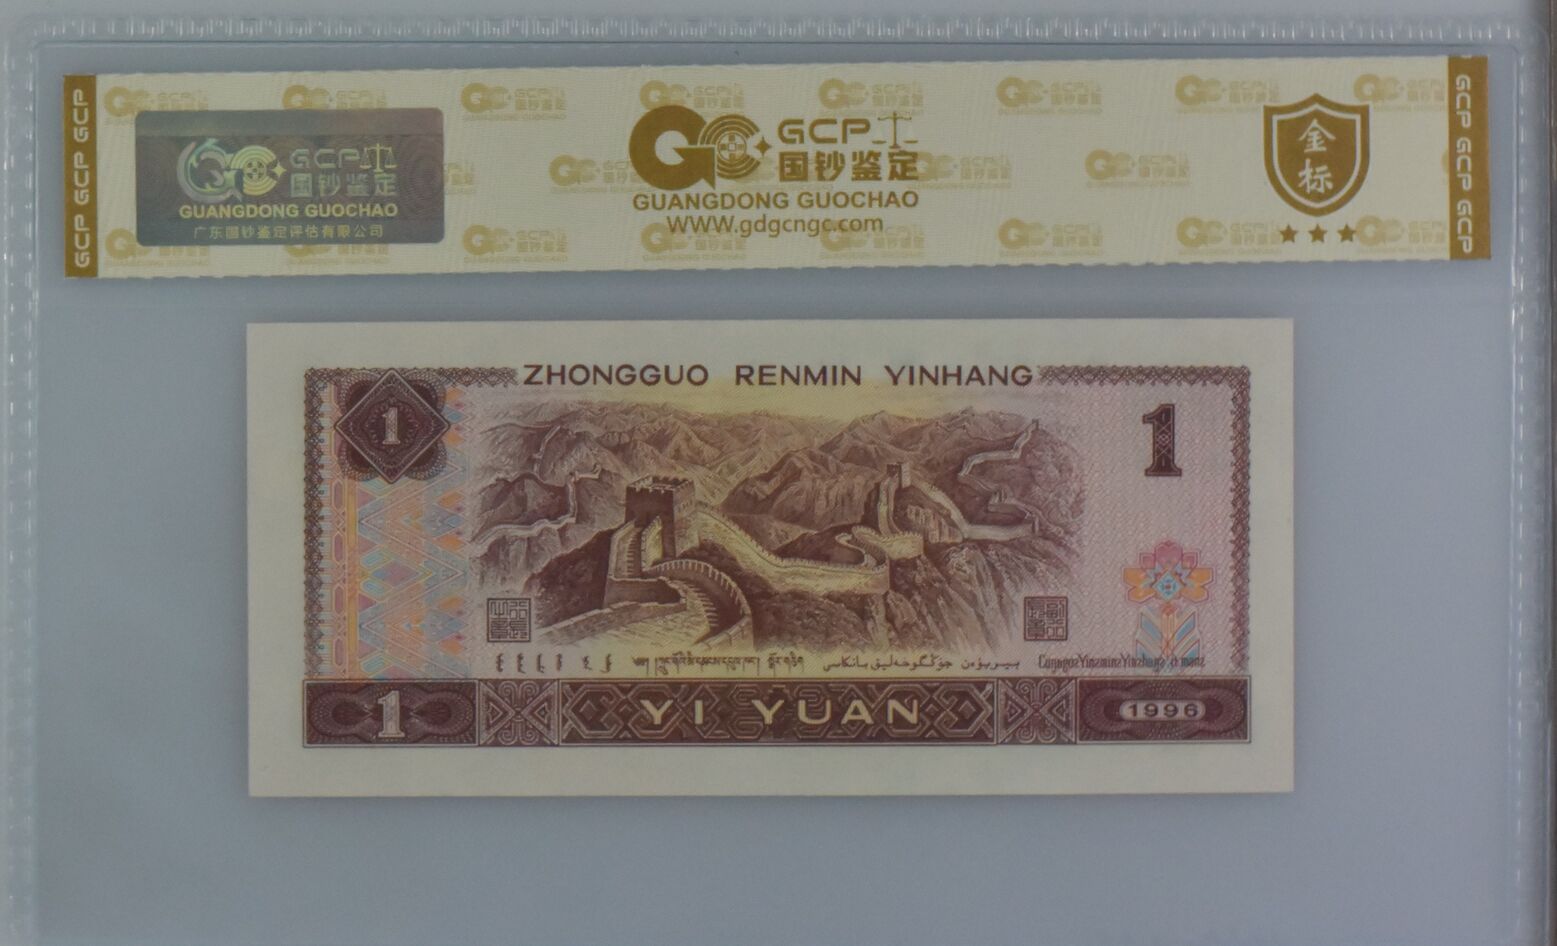 GCP GCP GCP
GCP
国钞鉴定
GUANGDONG GUOCHAO
广东国钞鉴定评估有限公司
GCP
国钞鉴定
GUANGDONG GUOCHAO
WWW.gdgcngc.com
金标
GCP GCP GCP
ZHONGGUO RENMIN YINHANG
1
1
1
YI YUAN
1996